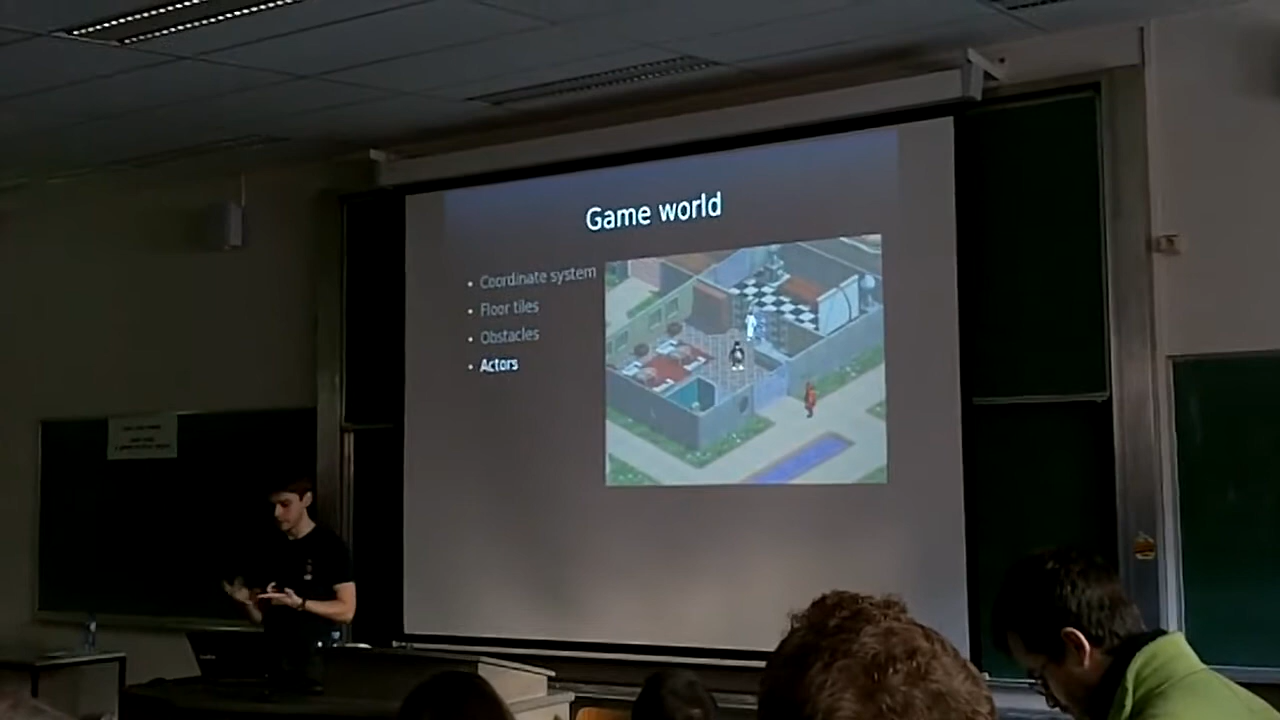 Game world
Coordinate system
Floor tiles
Obstacles
Actors